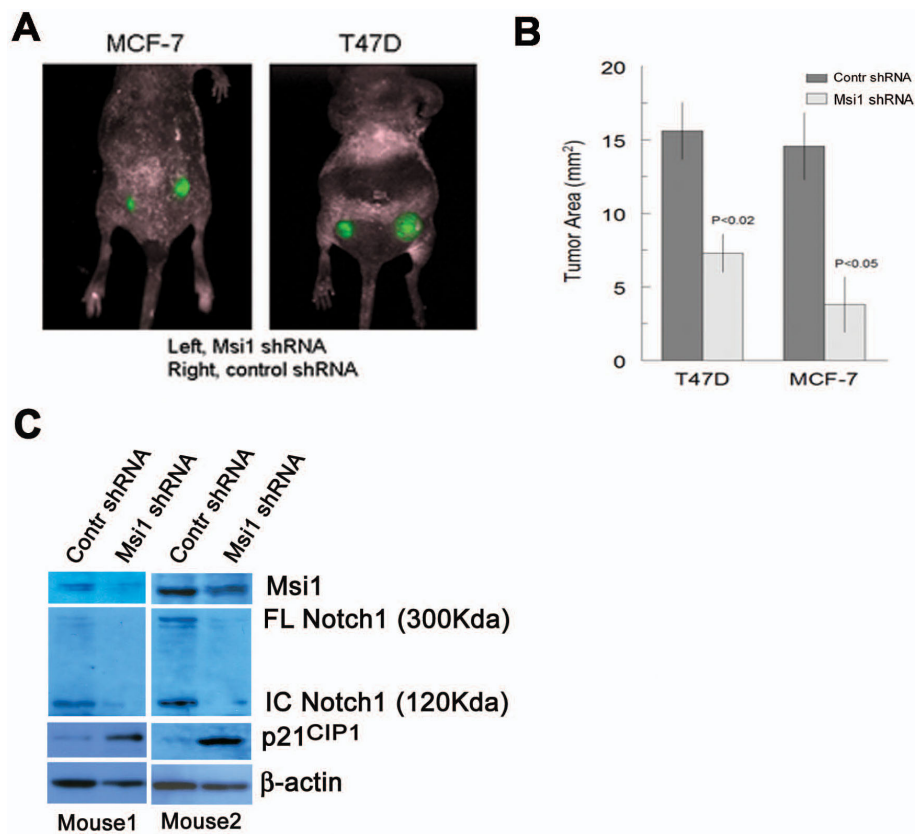 A
MCF-7
T47D
Left, Msi1 shRNA
Right, control shRNA
B
20
15
10
5
0
Tumor Area (mm²)
Contr shRNA
Msi1 shRNA
P<0.02
P<0.05
T47D
MCF-7
C
Contr shRNA
Msi1 shRNA
Contr shRNA
Msi1 shRNA
Msi1
FL Notch1 (300Kda)
IC Notch1 (120Kda)
p21CIP1
β-actin
Mouse1
Mouse2